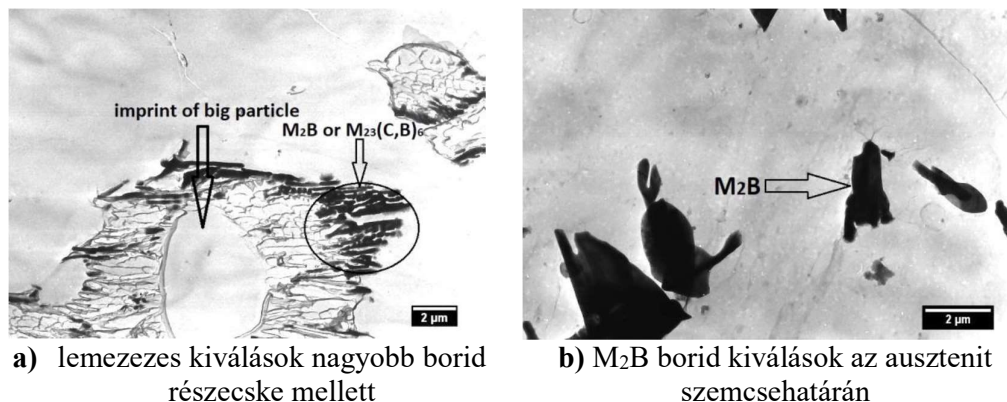 imprint of big particle
M₂B or M₂₃(C,B)₆
2 µm
M₂B
2 µm
a) lemezezes kiválások nagyobb borid
részecske mellett
b) M₂B borid kiválások az ausztenit
szemcsehatárán